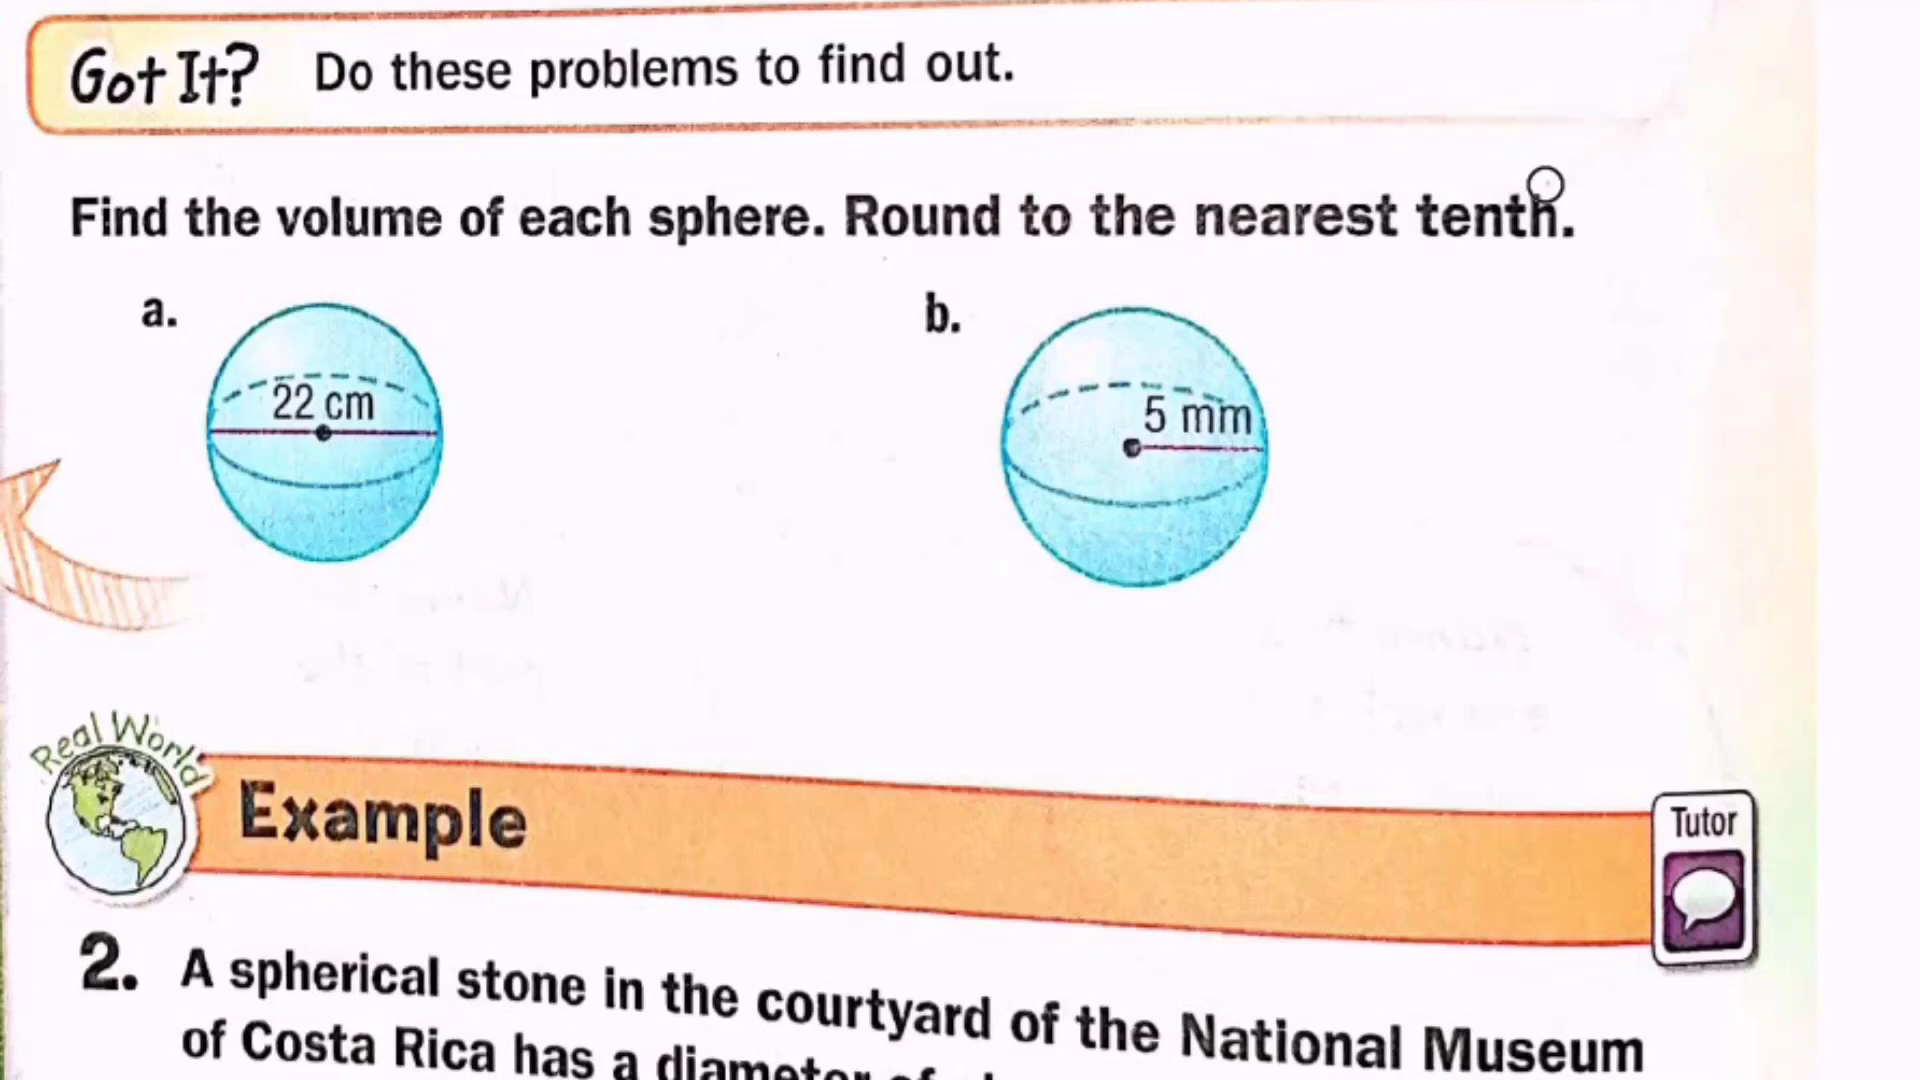 Got It? Do these problems to find out.
Find the volume of each sphere. Round to the nearest tenth.
a.
b.
22 cm
5 mm
Real World
Example
Tutor
2. A spherical stone in the courtyard of the National Museum
of Costa Rica has a diameter of